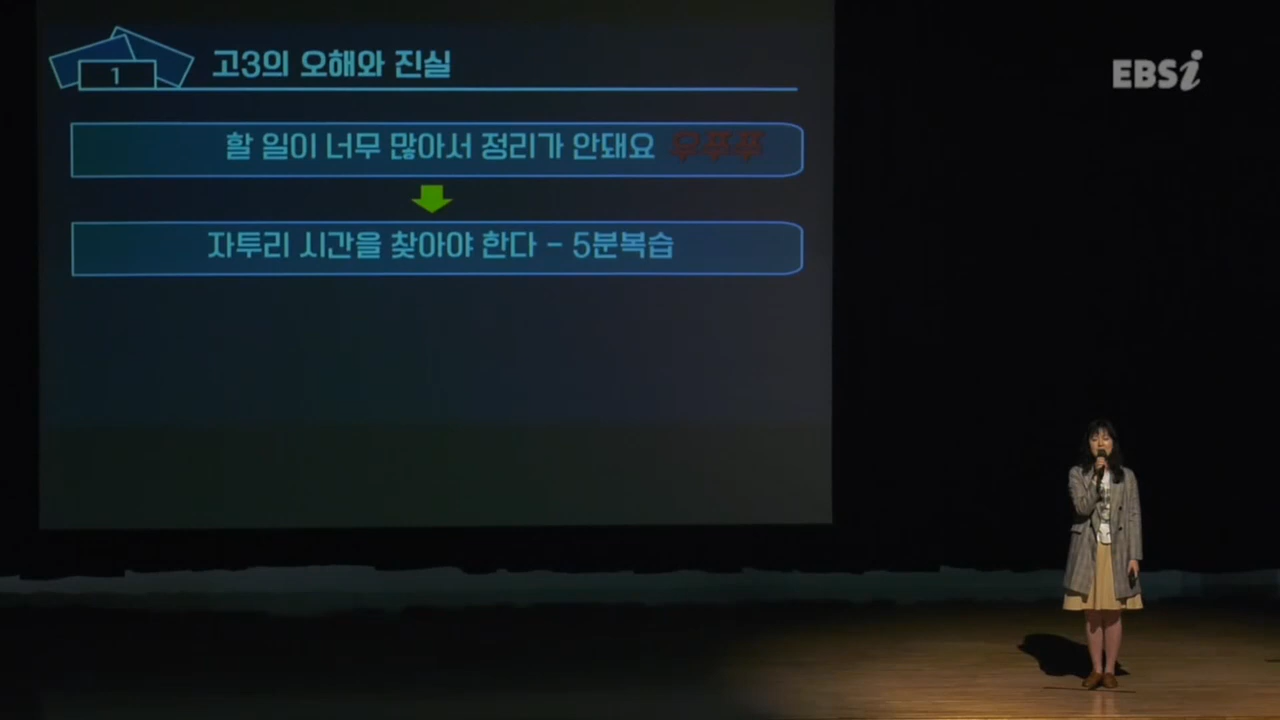 EBSi
1
고3의 오해와 진실
할 일이 너무 많아서 정리가 안돼요 우푸푸
자투리 시간을 찾아야 한다 - 5분복습